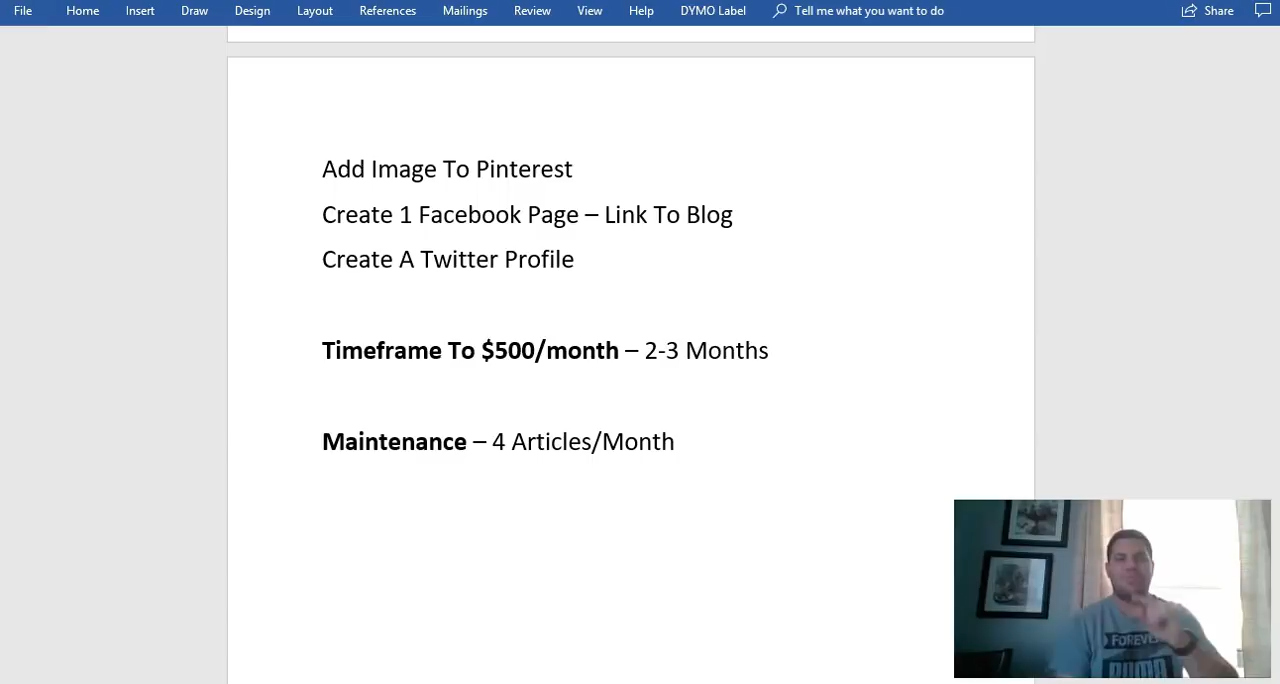 File Home Insert Draw Design Layout References Mailings Review View Help DYMO Label Tell me what you want to do Share
Add Image To Pinterest
Create 1 Facebook Page – Link To Blog
Create A Twitter Profile
Timeframe To $500/month – 2-3 Months
Maintenance – 4 Articles/Month
FOREVER
PUMA